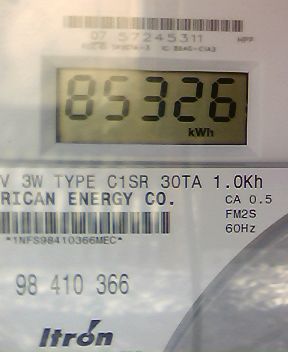 07 57245311
85326
kWh
V 3W TYPE C1SR 30TA 1.0Kh
RICAN ENERGY CO.
CA 0.5
FM2S
60Hz
*1NFS98410366MEC*
98 410 366
Itrón